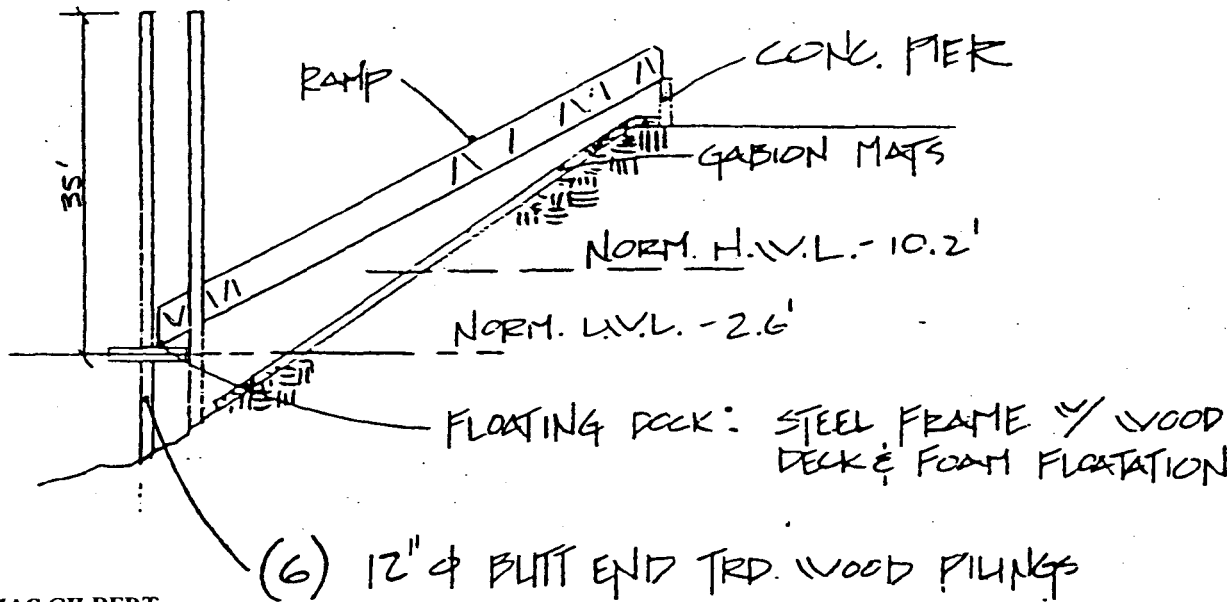 RAMP
CONC. PIER
35'
GABION MATS
NORM. H.W.L. - 10.2'
NORM. L.W.L. - 2.6'
FLOATING DOCK: STEEL FRAME W/ WOOD
DECK & FOAM FLOATATION
(6) 12" φ BUTT END TRD. WOOD PILINGS